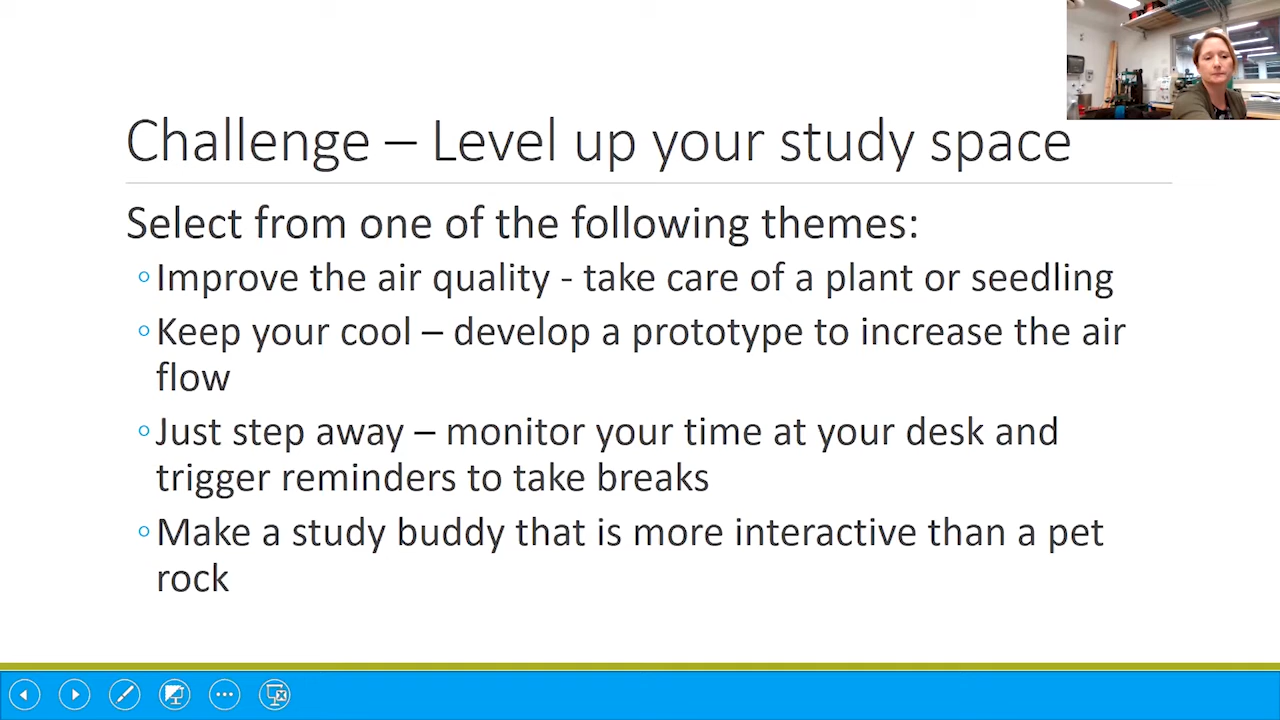 Challenge – Level up your study space
Select from one of the following themes:
◦Improve the air quality - take care of a plant or seedling
◦Keep your cool – develop a prototype to increase the air
flow
◦Just step away – monitor your time at your desk and
trigger reminders to take breaks
◦Make a study buddy that is more interactive than a pet
rock